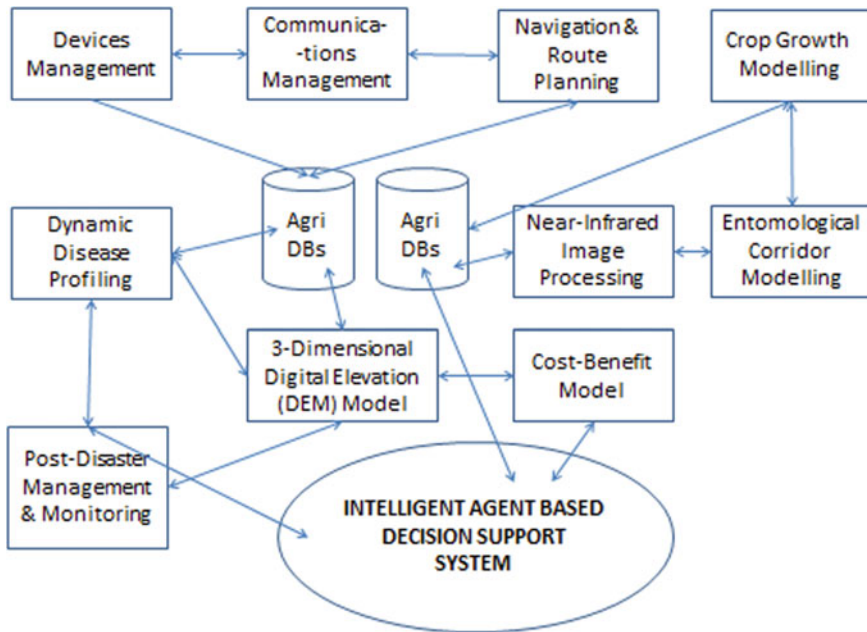 Devices
Management
Communica-
-tions
Management
Navigation &
Route
Planning
Crop Growth
Modelling
Dynamic
Disease
Profiling
Agri
DBs
Agri
DBs
Near-Infrared
Image
Processing
Entomological
Corridor
Modelling
3-Dimensional
Digital Elevation
(DEM) Model
Cost-Benefit
Model
Post-Disaster
Management
& Monitoring
INTELLIGENT AGENT BASED
DECISION SUPPORT
SYSTEM